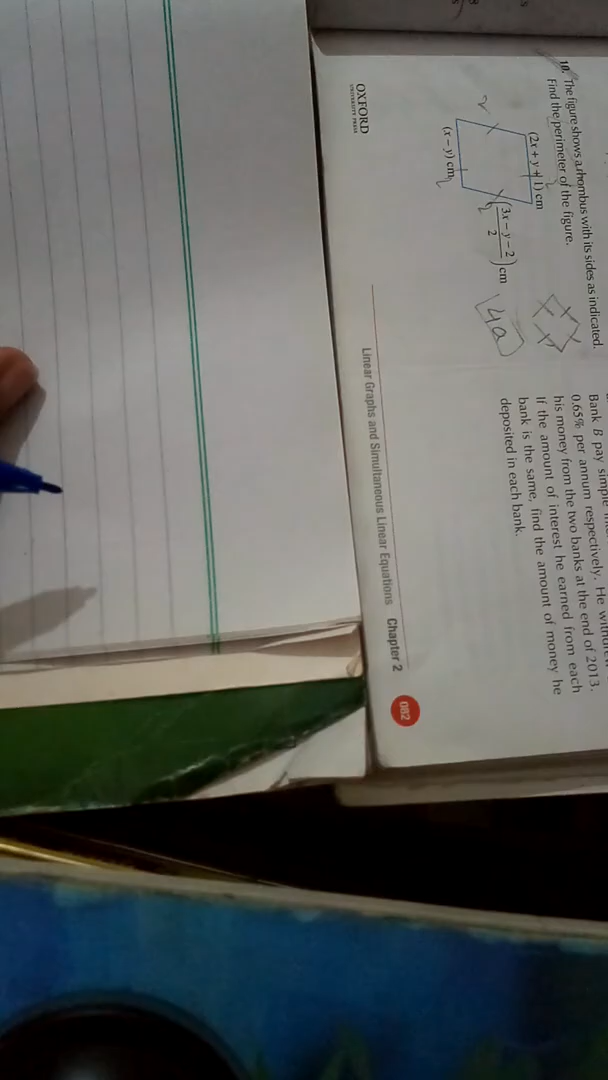 10. The figure shows a rhombus with its sides as indicated.
Find the perimeter of the figure.
(2x + y + 1) cm
(3x − y − 2
2) cm
(x − y) cm
4a
OXFORD
UNIVERSITY PRESS
Bank B pay simple
0.65% per annum respectively. He withdrew
his money from the two banks at the end of 2013.
If the amount of interest he earned from each
bank is the same, find the amount of money he
deposited in each bank.
Linear Graphs and Simultaneous Linear Equations Chapter 2
082